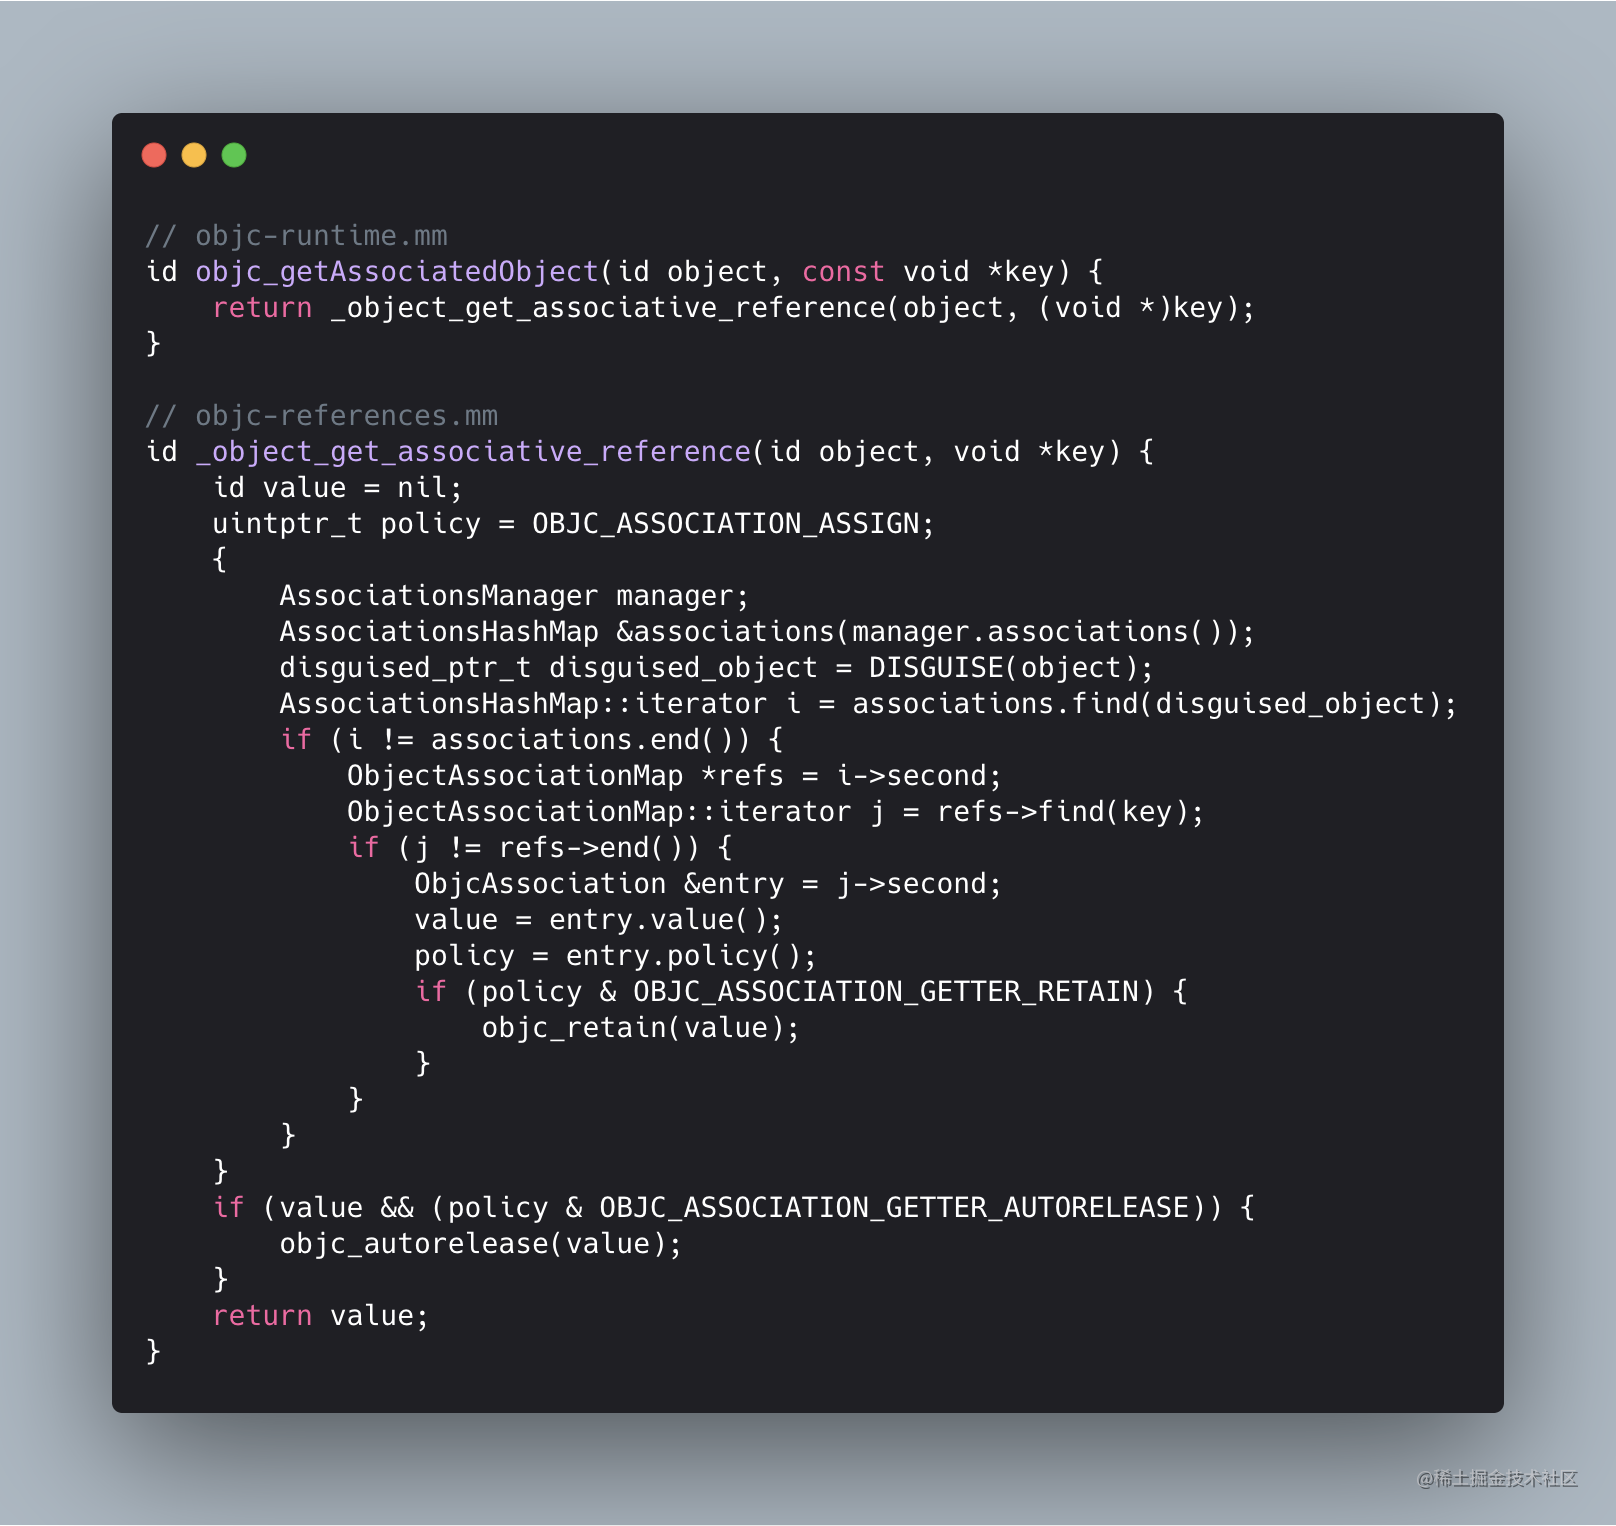 // objc-runtime.mm
id objc_getAssociatedObject(id object, const void *key) {
    return _object_get_associative_reference(object, (void *)key);
}

// objc-references.mm
id _object_get_associative_reference(id object, void *key) {
    id value = nil;
    uintptr_t policy = OBJC_ASSOCIATION_ASSIGN;
    {
        AssociationsManager manager;
        AssociationsHashMap &associations(manager.associations());
        disguised_ptr_t disguised_object = DISGUISE(object);
        AssociationsHashMap::iterator i = associations.find(disguised_object);
        if (i != associations.end()) {
            ObjectAssociationMap *refs = i->second;
            ObjectAssociationMap::iterator j = refs->find(key);
            if (j != refs->end()) {
                ObjcAssociation &entry = j->second;
                value = entry.value();
                policy = entry.policy();
                if (policy & OBJC_ASSOCIATION_GETTER_RETAIN) {
                    objc_retain(value);
                }
            }
        }
    }
    if (value && (policy & OBJC_ASSOCIATION_GETTER_AUTORELEASE)) {
        objc_autorelease(value);
    }
    return value;
}
@稀土掘金技术社区